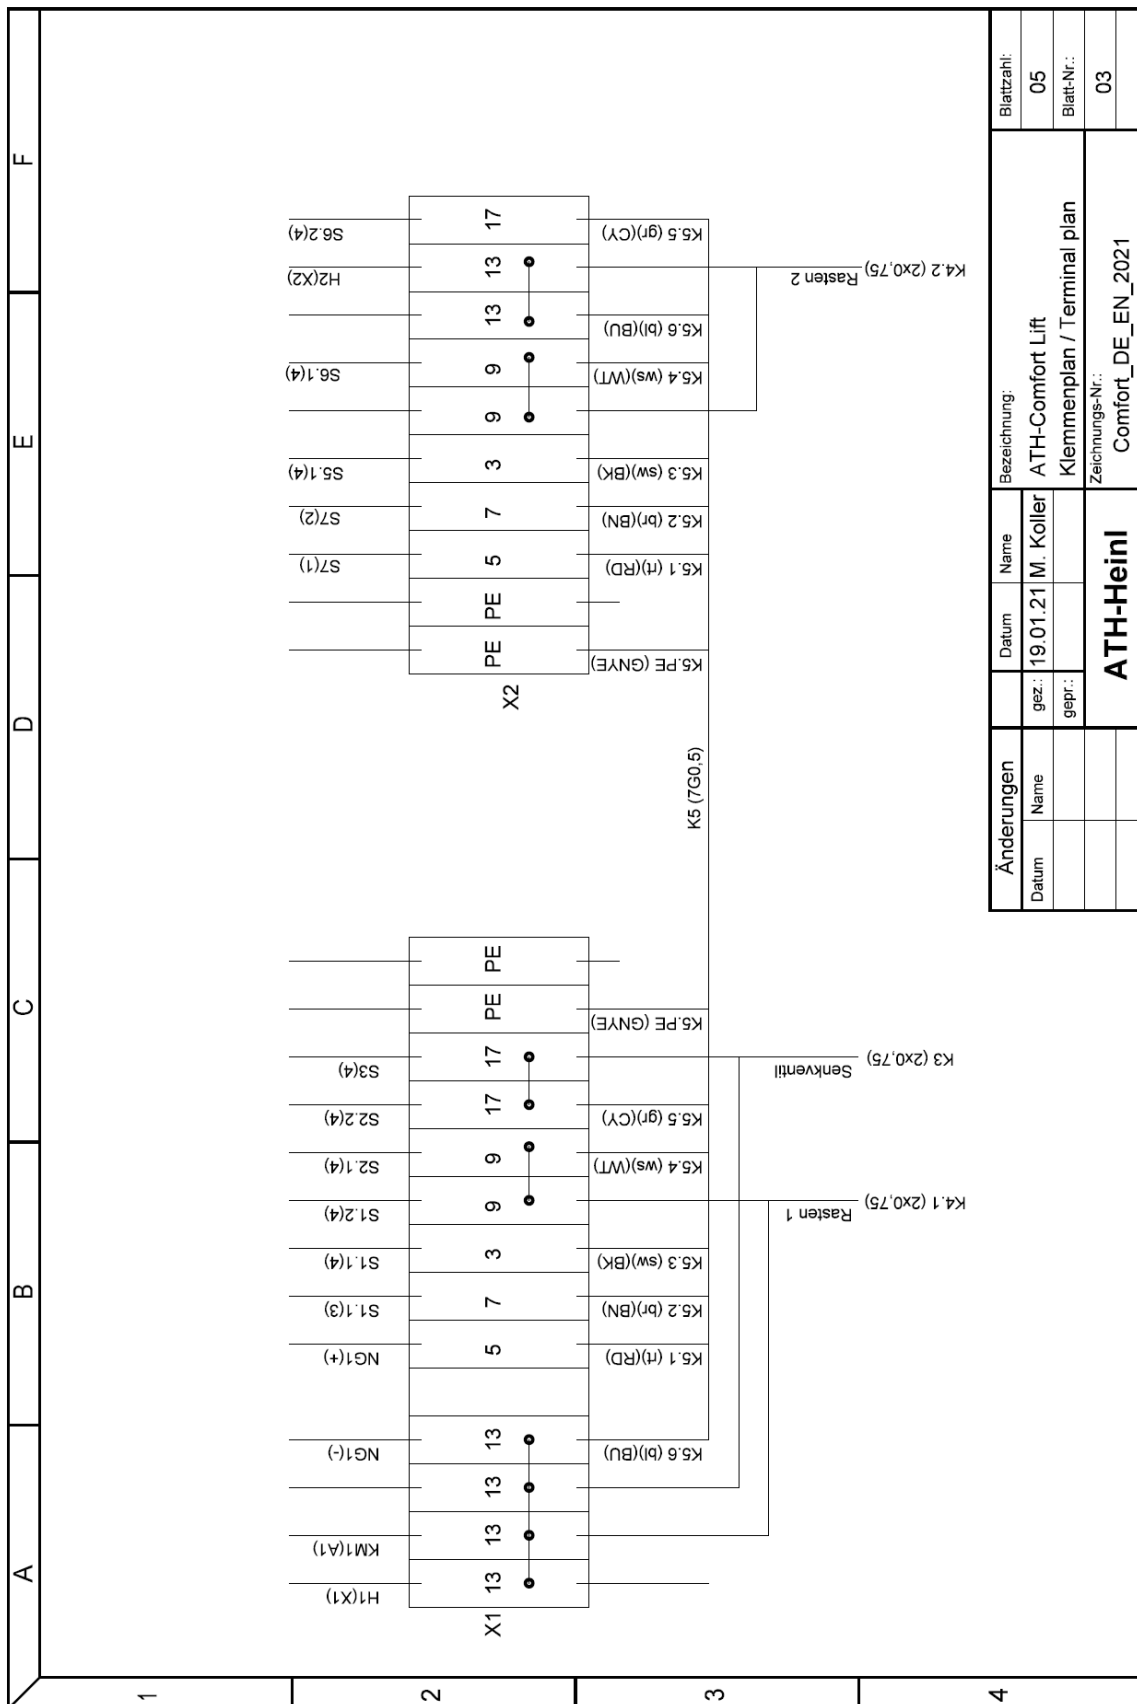 A B C D E F
1
2
3
4
H1(X1)
KM1(A1)
NG1(-)
NG1(+)
S1.1(3)
S1.1(4)
S1.2(4)
S2.1(4)
S2.2(4)
S3(4)
X1
13 13 13 13 5 7 3 9 9 17 17 PE PE
K5.6 (bl)(BU)
K5.1 (rt)(RD)
K5.2 (br)(BN)
K5.3 (sw)(BK)
K5.4 (ws)(WT)
K5.5 (gr)(CY)
K5.PE (GNYE)
Rasten 1
K4.1 (2x0,75)
Senkventil
K3 (2x0,75)
K5 (7G0,5)
S7(1)
S7(2)
S5.1(4)
S6.1(4)
H2(X2)
S6.2(4)
X2
PE PE 5 7 3 9 9 13 13 17
K5.PE (GNYE)
K5.1 (rt)(RD)
K5.2 (br)(BN)
K5.3 (sw)(BK)
K5.4 (ws)(WT)
K5.6 (bl)(BU)
K5.5 (gr)(CY)
Rasten 2
K4.2 (2x0,75)
Änderungen
Datum Name
Datum Name
gez.: 19.01.21 M. Koller
gepr.:
ATH-Heinl
Bezeichnung:
ATH-Comfort Lift
Klemmenplan / Terminal plan
Zeichnungs-Nr.:
Comfort_DE_EN_2021
Blattzahl:
05
Blatt-Nr.:
03